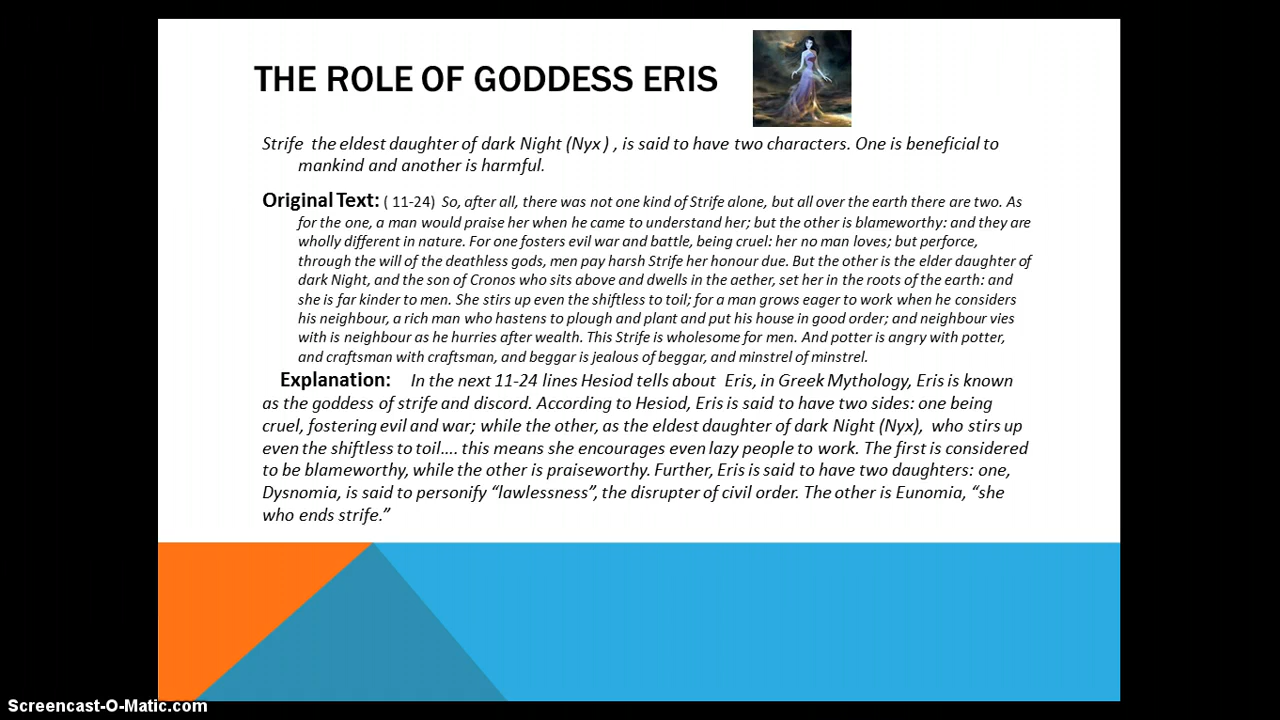 THE ROLE OF GODDESS ERIS
Strife the eldest daughter of dark Night (Nyx ) , is said to have two characters. One is beneficial to
mankind and another is harmful.
Original Text: ( 11-24) So, after all, there was not one kind of Strife alone, but all over the earth there are two. As
for the one, a man would praise her when he came to understand her; but the other is blameworthy: and they are
wholly different in nature. For one fosters evil war and battle, being cruel: her no man loves; but perforce,
through the will of the deathless gods, men pay harsh Strife her honour due. But the other is the elder daughter of
dark Night, and the son of Cronos who sits above and dwells in the aether, set her in the roots of the earth: and
she is far kinder to men. She stirs up even the shiftless to toil; for a man grows eager to work when he considers
his neighbour, a rich man who hastens to plough and plant and put his house in good order; and neighbour vies
with is neighbour as he hurries after wealth. This Strife is wholesome for men. And potter is angry with potter,
and craftsman with craftsman, and beggar is jealous of beggar, and minstrel of minstrel.
Explanation: In the next 11-24 lines Hesiod tells about Eris, in Greek Mythology, Eris is known
as the goddess of strife and discord. According to Hesiod, Eris is said to have two sides: one being
cruel, fostering evil and war; while the other, as the eldest daughter of dark Night (Nyx), who stirs up
even the shiftless to toil.... this means she encourages even lazy people to work. The first is considered
to be blameworthy, while the other is praiseworthy. Further, Eris is said to have two daughters: one,
Dysnomia, is said to personify “lawlessness”, the disrupter of civil order. The other is Eunomia, “she
who ends strife.”
Screencast-O-Matic.com